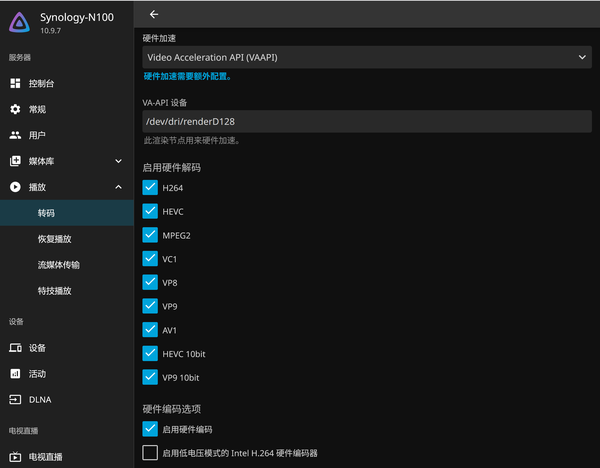 Synology-N100
10.9.7
服务器
控制台
常规
用户
媒体库
播放
转码
恢复播放
流媒体传输
特技播放
设备
设备
活动
DLNA
电视直播
电视直播
硬件加速
Video Acceleration API (VAAPI)
硬件加速需要额外配置。
VA-API 设备
/dev/dri/renderD128
此渲染节点用来硬件加速。
启用硬件解码
H264
HEVC
MPEG2
VC1
VP8
VP9
AV1
HEVC 10bit
VP9 10bit
硬件编码选项
启用硬件编码
启用低电压模式的 Intel H.264 硬件编码器